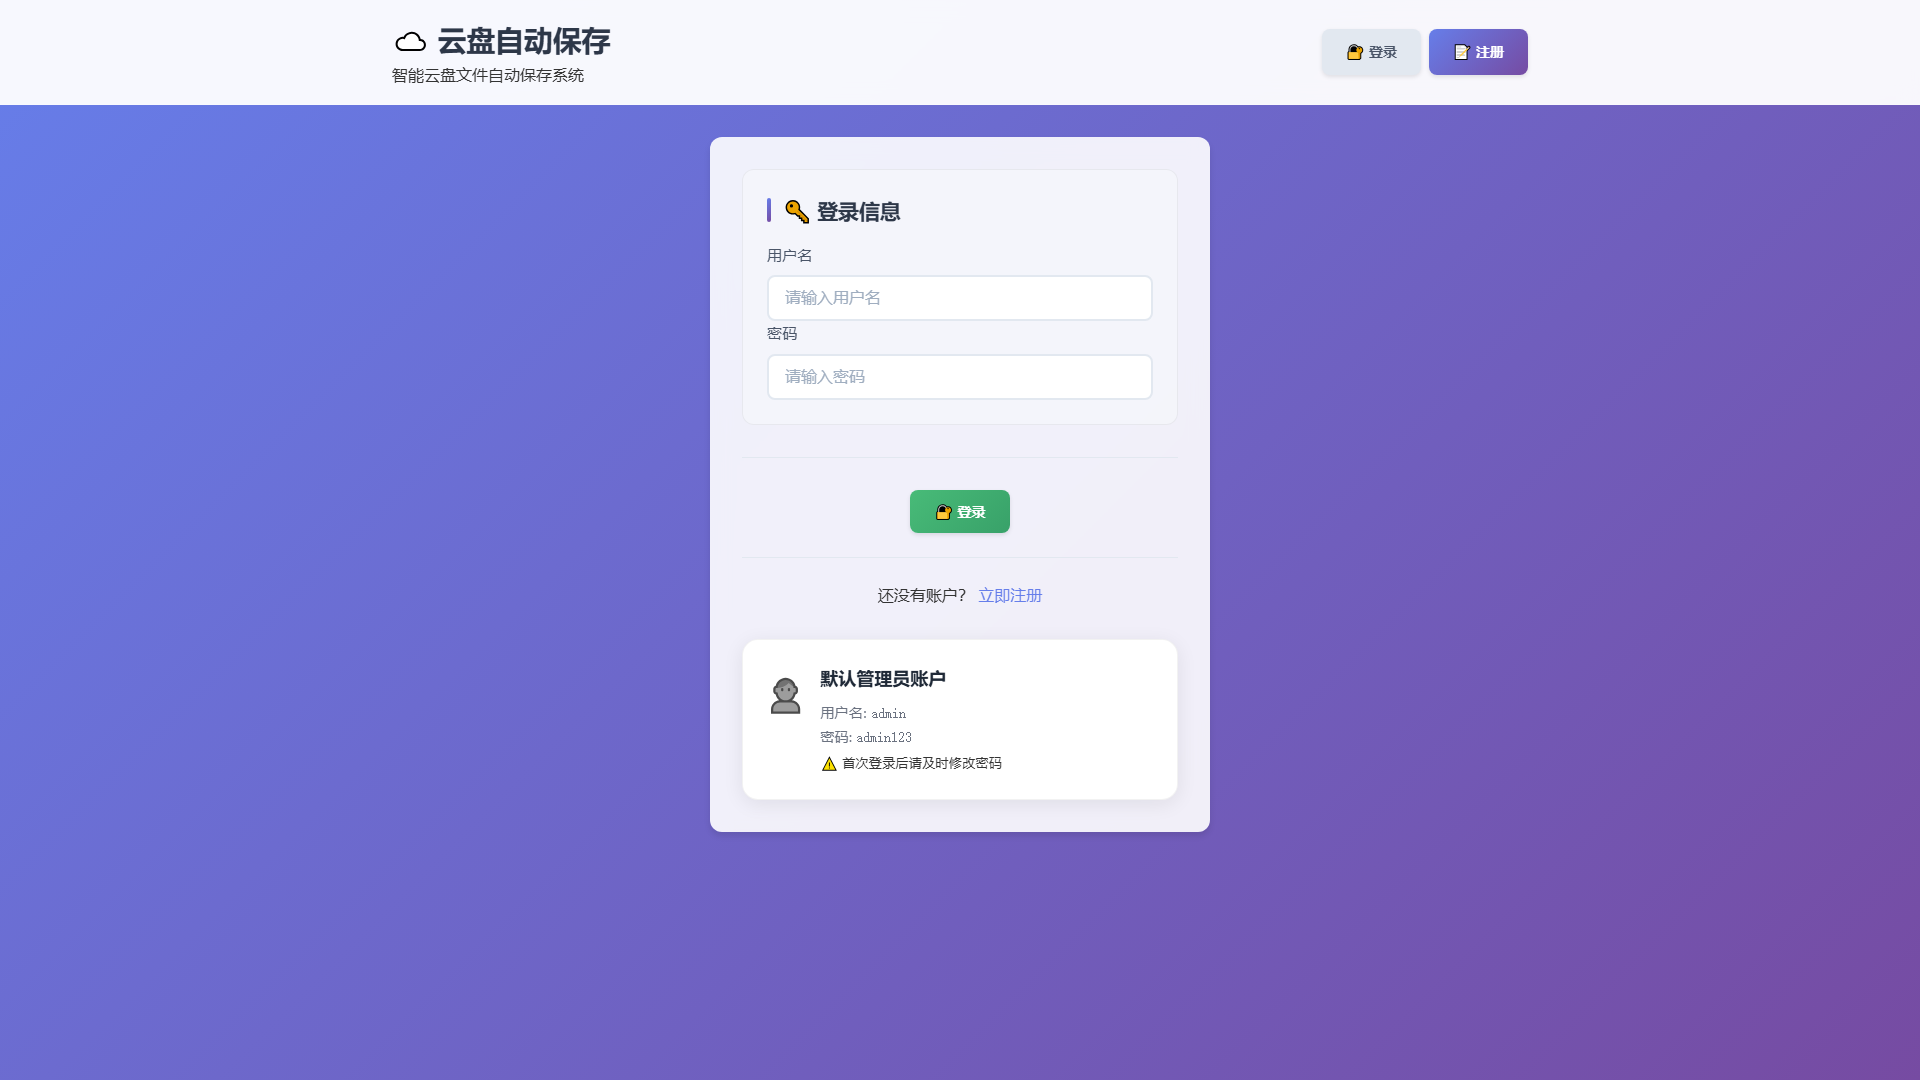 云盘自动保存
智能云盘文件自动保存系统
登录
注册
登录信息
用户名
请输入用户名
密码
请输入密码
登录
还没有账户？ 立即注册
默认管理员账户
用户名: admin
密码: admin123
首次登录后请及时修改密码